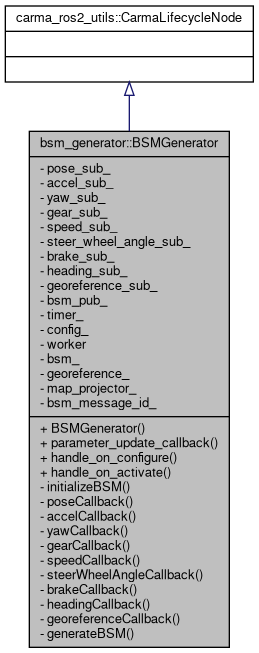 carma_ros2_utils::CarmaLifecycleNode
bsm_generator::BSMGenerator
- pose_sub_
- accel_sub_
- yaw_sub_
- gear_sub_
- speed_sub_
- steer_wheel_angle_sub_
- brake_sub_
- heading_sub_
- georeference_sub_
- bsm_pub_
- timer_
- config_
- worker
- bsm_
- georeference_
- map_projector_
- bsm_message_id_
+ BSMGenerator()
+ parameter_update_callback()
+ handle_on_configure()
+ handle_on_activate()
- initializeBSM()
- poseCallback()
- accelCallback()
- yawCallback()
- gearCallback()
- speedCallback()
- steerWheelAngleCallback()
- brakeCallback()
- headingCallback()
- georeferenceCallback()
- generateBSM()